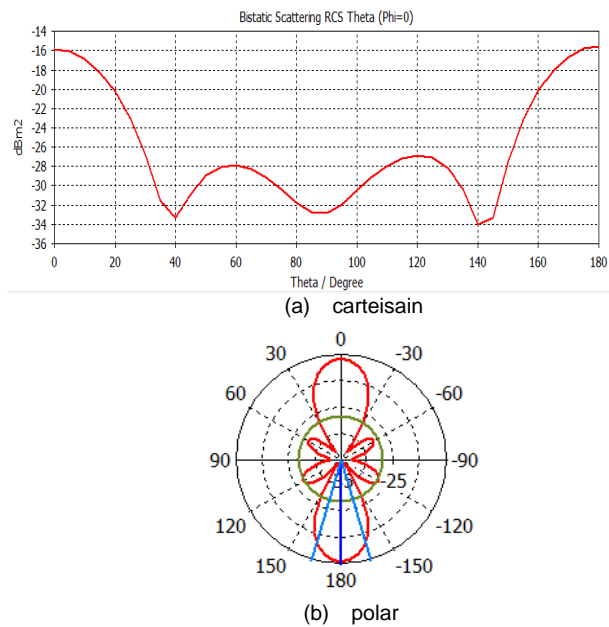 Bistatic Scattering RCS Theta (Phi=0)
-14
-16
-18
-20
-22
-24
-26
-28
-30
-32
-34
-36
dBm2
0 20 40 60 80 100 120 140 160 180
Theta / Degree
(a) carteisain
0
30 -30
60 -60
90 -35 -25 -90
120 -120
150 -150
180
(b) polar